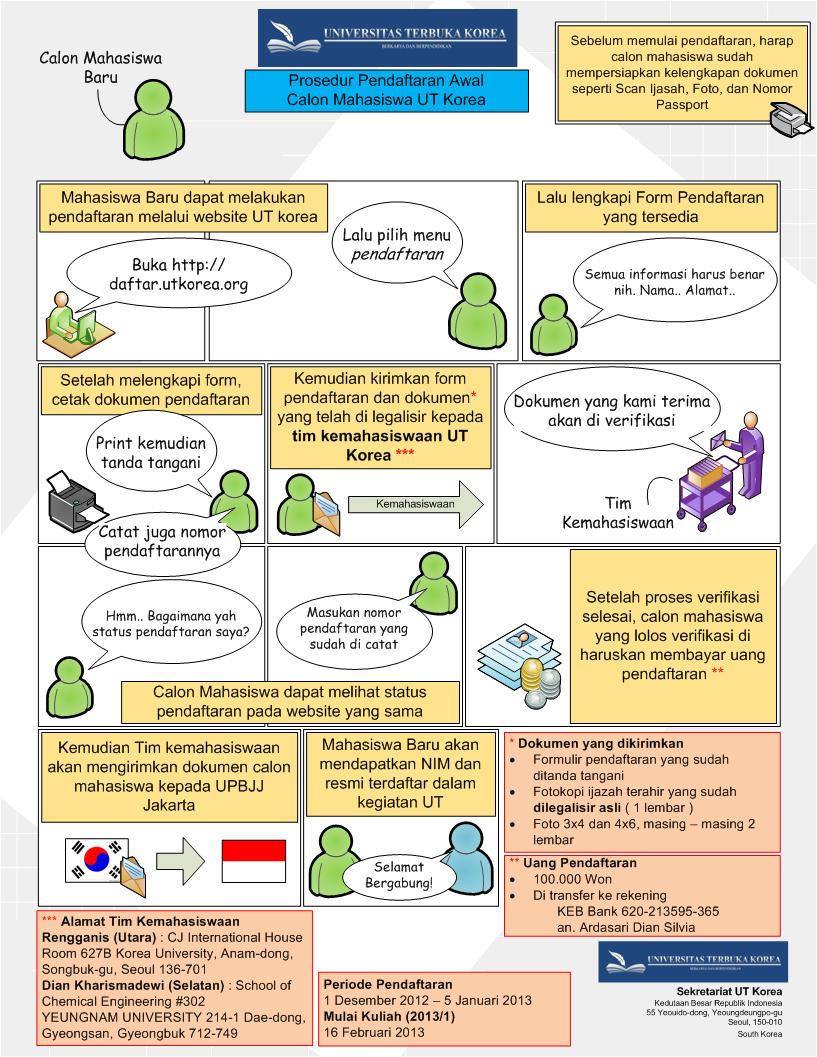 UNIVERSITAS TERBUKA KOREA
BERKARYA DAN BERPENDIDIKAN
Prosedur Pendaftaran Awal
Calon Mahasiswa UT Korea
Calon Mahasiswa
Baru
Sebelum memulai pendaftaran, harap
calon mahasiswa sudah
mempersiapkan kelengkapan dokumen
seperti Scan Ijasah, Foto, dan Nomor
Passport
Mahasiswa Baru dapat melakukan
pendaftaran melalui website UT korea
Buka http://
daftar.utkorea.org
Lalu pilih menu
pendaftaran
Lalu lengkapi Form Pendaftaran
yang tersedia
Semua informasi harus benar
nih. Nama.. Alamat..
Setelah melengkapi form,
cetak dokumen pendaftaran
Print kemudian
tanda tangani
Catat juga nomor
pendaftarannya
Kemudian kirimkan form
pendaftaran dan dokumen*
yang telah di legalisir kepada
tim kemahasiswaan UT
Korea ***
Kemahasiswaan
Dokumen yang kami terima
akan di verifikasi
Tim
Kemahasiswaan
Hmm.. Bagaimana yah
status pendaftaran saya?
Masukan nomor
pendaftaran yang
sudah di catat
Calon Mahasiswa dapat melihat status
pendaftaran pada website yang sama
Setelah proses verifikasi
selesai, calon mahasiswa
yang lolos verifikasi di
haruskan membayar uang
pendaftaran **
Kemudian Tim kemahasiswaan
akan mengirimkan dokumen calon
mahasiswa kepada UPBJJ
Jakarta
Mahasiswa Baru akan
mendapatkan NIM dan
resmi terdaftar dalam
kegiatan UT
Selamat
Bergabung!
* Dokumen yang dikirimkan
• Formulir pendaftaran yang sudah
ditanda tangani
• Fotokopi ijazah terahir yang sudah
dilegalisir asli ( 1 lembar )
• Foto 3x4 dan 4x6, masing – masing 2
lembar
** Uang Pendaftaran
• 100.000 Won
• Di transfer ke rekening
KEB Bank 620-213595-365
an. Ardasari Dian Silvia
*** Alamat Tim Kemahasiswaan
Rengganis (Utara) : CJ International House
Room 627B Korea University, Anam-dong,
Songbuk-gu, Seoul 136-701
Dian Kharismadewi (Selatan) : School of
Chemical Engineering #302
YEUNGNAM UNIVERSITY 214-1 Dae-dong,
Gyeongsan, Gyeongbuk 712-749
Periode Pendaftaran
1 Desember 2012 – 5 Januari 2013
Mulai Kuliah (2013/1)
16 Februari 2013
UNIVERSITAS TERBUKA KOREA
BERKARYA DAN BERPENDIDIKAN
Sekretariat UT Korea
Kedutaan Besar Republik Indonesia
55 Yeouido-dong, Yeoungdeungpo-gu
Seoul, 150-010
South Korea